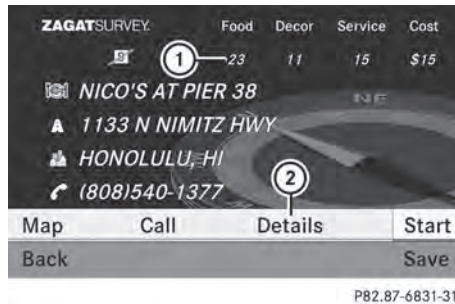 ZAGATSURVEY. Food Decor Service Cost
1 23 11 15 $15
NICO'S AT PIER 38
NE
A 1133 N NIMITZ HWY
HONOLULU, HI
(808)540-1377
2
Map Call Details Start
Back Save
P82.87-6831-31